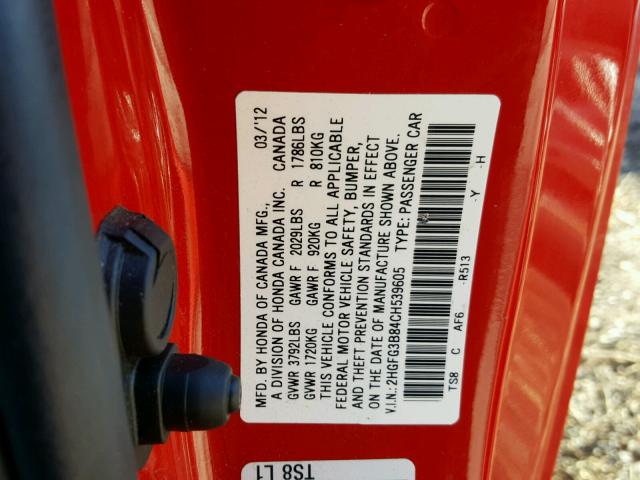 MFD. BY HONDA OF CANADA MFG., 03/'12
A DIVISION OF HONDA CANADA INC. CANADA
GVWR 3792LBS GAWR F 2029LBS R 1786LBS
GVWR 1720KG GAWR F 920KG R 810KG
THIS VEHICLE CONFORMS TO ALL APPLICABLE
FEDERAL MOTOR VEHICLE SAFETY, BUMPER,
AND THEFT PREVENTION STANDARDS IN EFFECT
ON THE DATE OF MANUFACTURE SHOWN ABOVE.
V.I.N.: 2HGFG3B84CH539605 TYPE: PASSENGER CAR
TS8 C AF6 -R513 -Y -H
TS8 L1